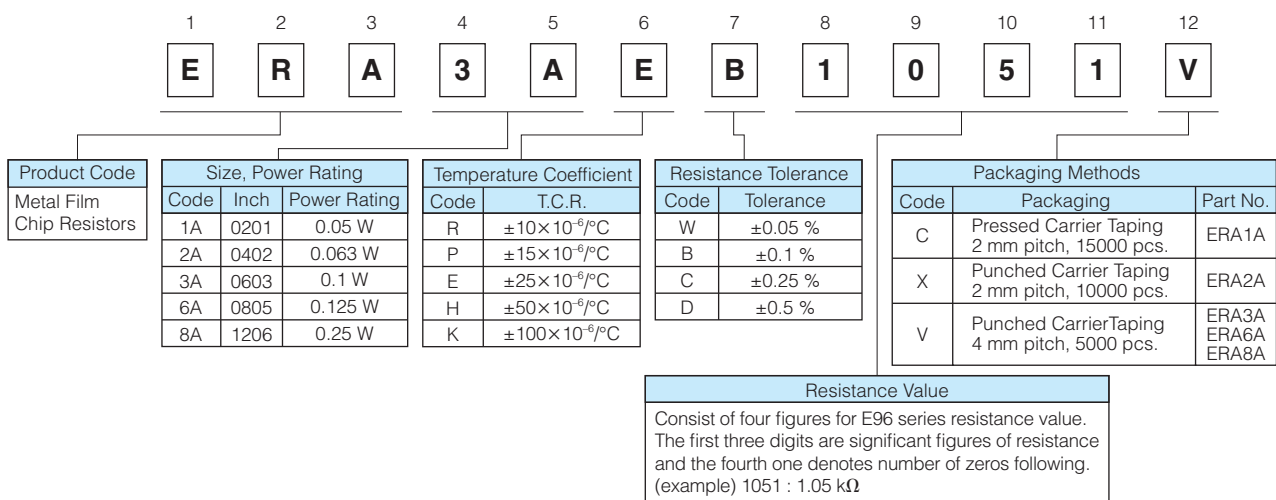 1 2 3 4 5 6 7 8 9 10 11 12
E R A 3 A E B 1 0 5 1 V
Product Code
Metal Film
Chip Resistors
Size, Power Rating
Code Inch Power Rating
1A 0201 0.05 W
2A 0402 0.063 W
3A 0603 0.1 W
6A 0805 0.125 W
8A 1206 0.25 W
Temperature Coefficient
Code T.C.R.
R ±10×10⁻⁶/°C
P ±15×10⁻⁶/°C
E ±25×10⁻⁶/°C
H ±50×10⁻⁶/°C
K ±100×10⁻⁶/°C
Resistance Tolerance
Code Tolerance
W ±0.05 %
B ±0.1 %
C ±0.25 %
D ±0.5 %
Packaging Methods
Code Packaging Part No.
C Pressed Carrier Taping
2 mm pitch, 15000 pcs. ERA1A
X Punched Carrier Taping
2 mm pitch, 10000 pcs. ERA2A
V Punched CarrierTaping
4 mm pitch, 5000 pcs.
ERA3A
ERA6A
ERA8A
Resistance Value
Consist of four figures for E96 series resistance value.
The first three digits are significant figures of resistance
and the fourth one denotes number of zeros following.
(example) 1051 : 1.05 kΩ